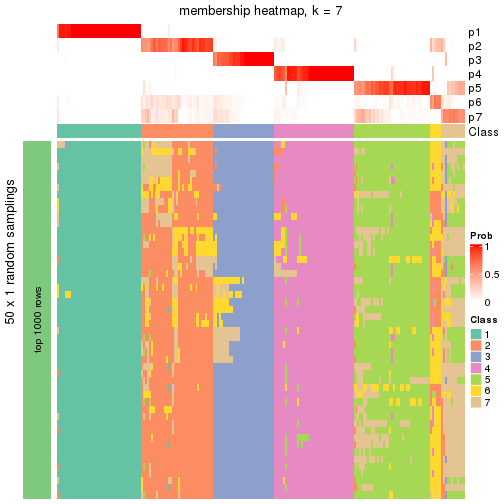 membership heatmap, k = 7
p1
p2
p3
p4
p5
p6
p7
Class
50 x 1 random samplings
top 1000 rows
Prob
1
0.5
0
Class
1
2
3
4
5
6
7